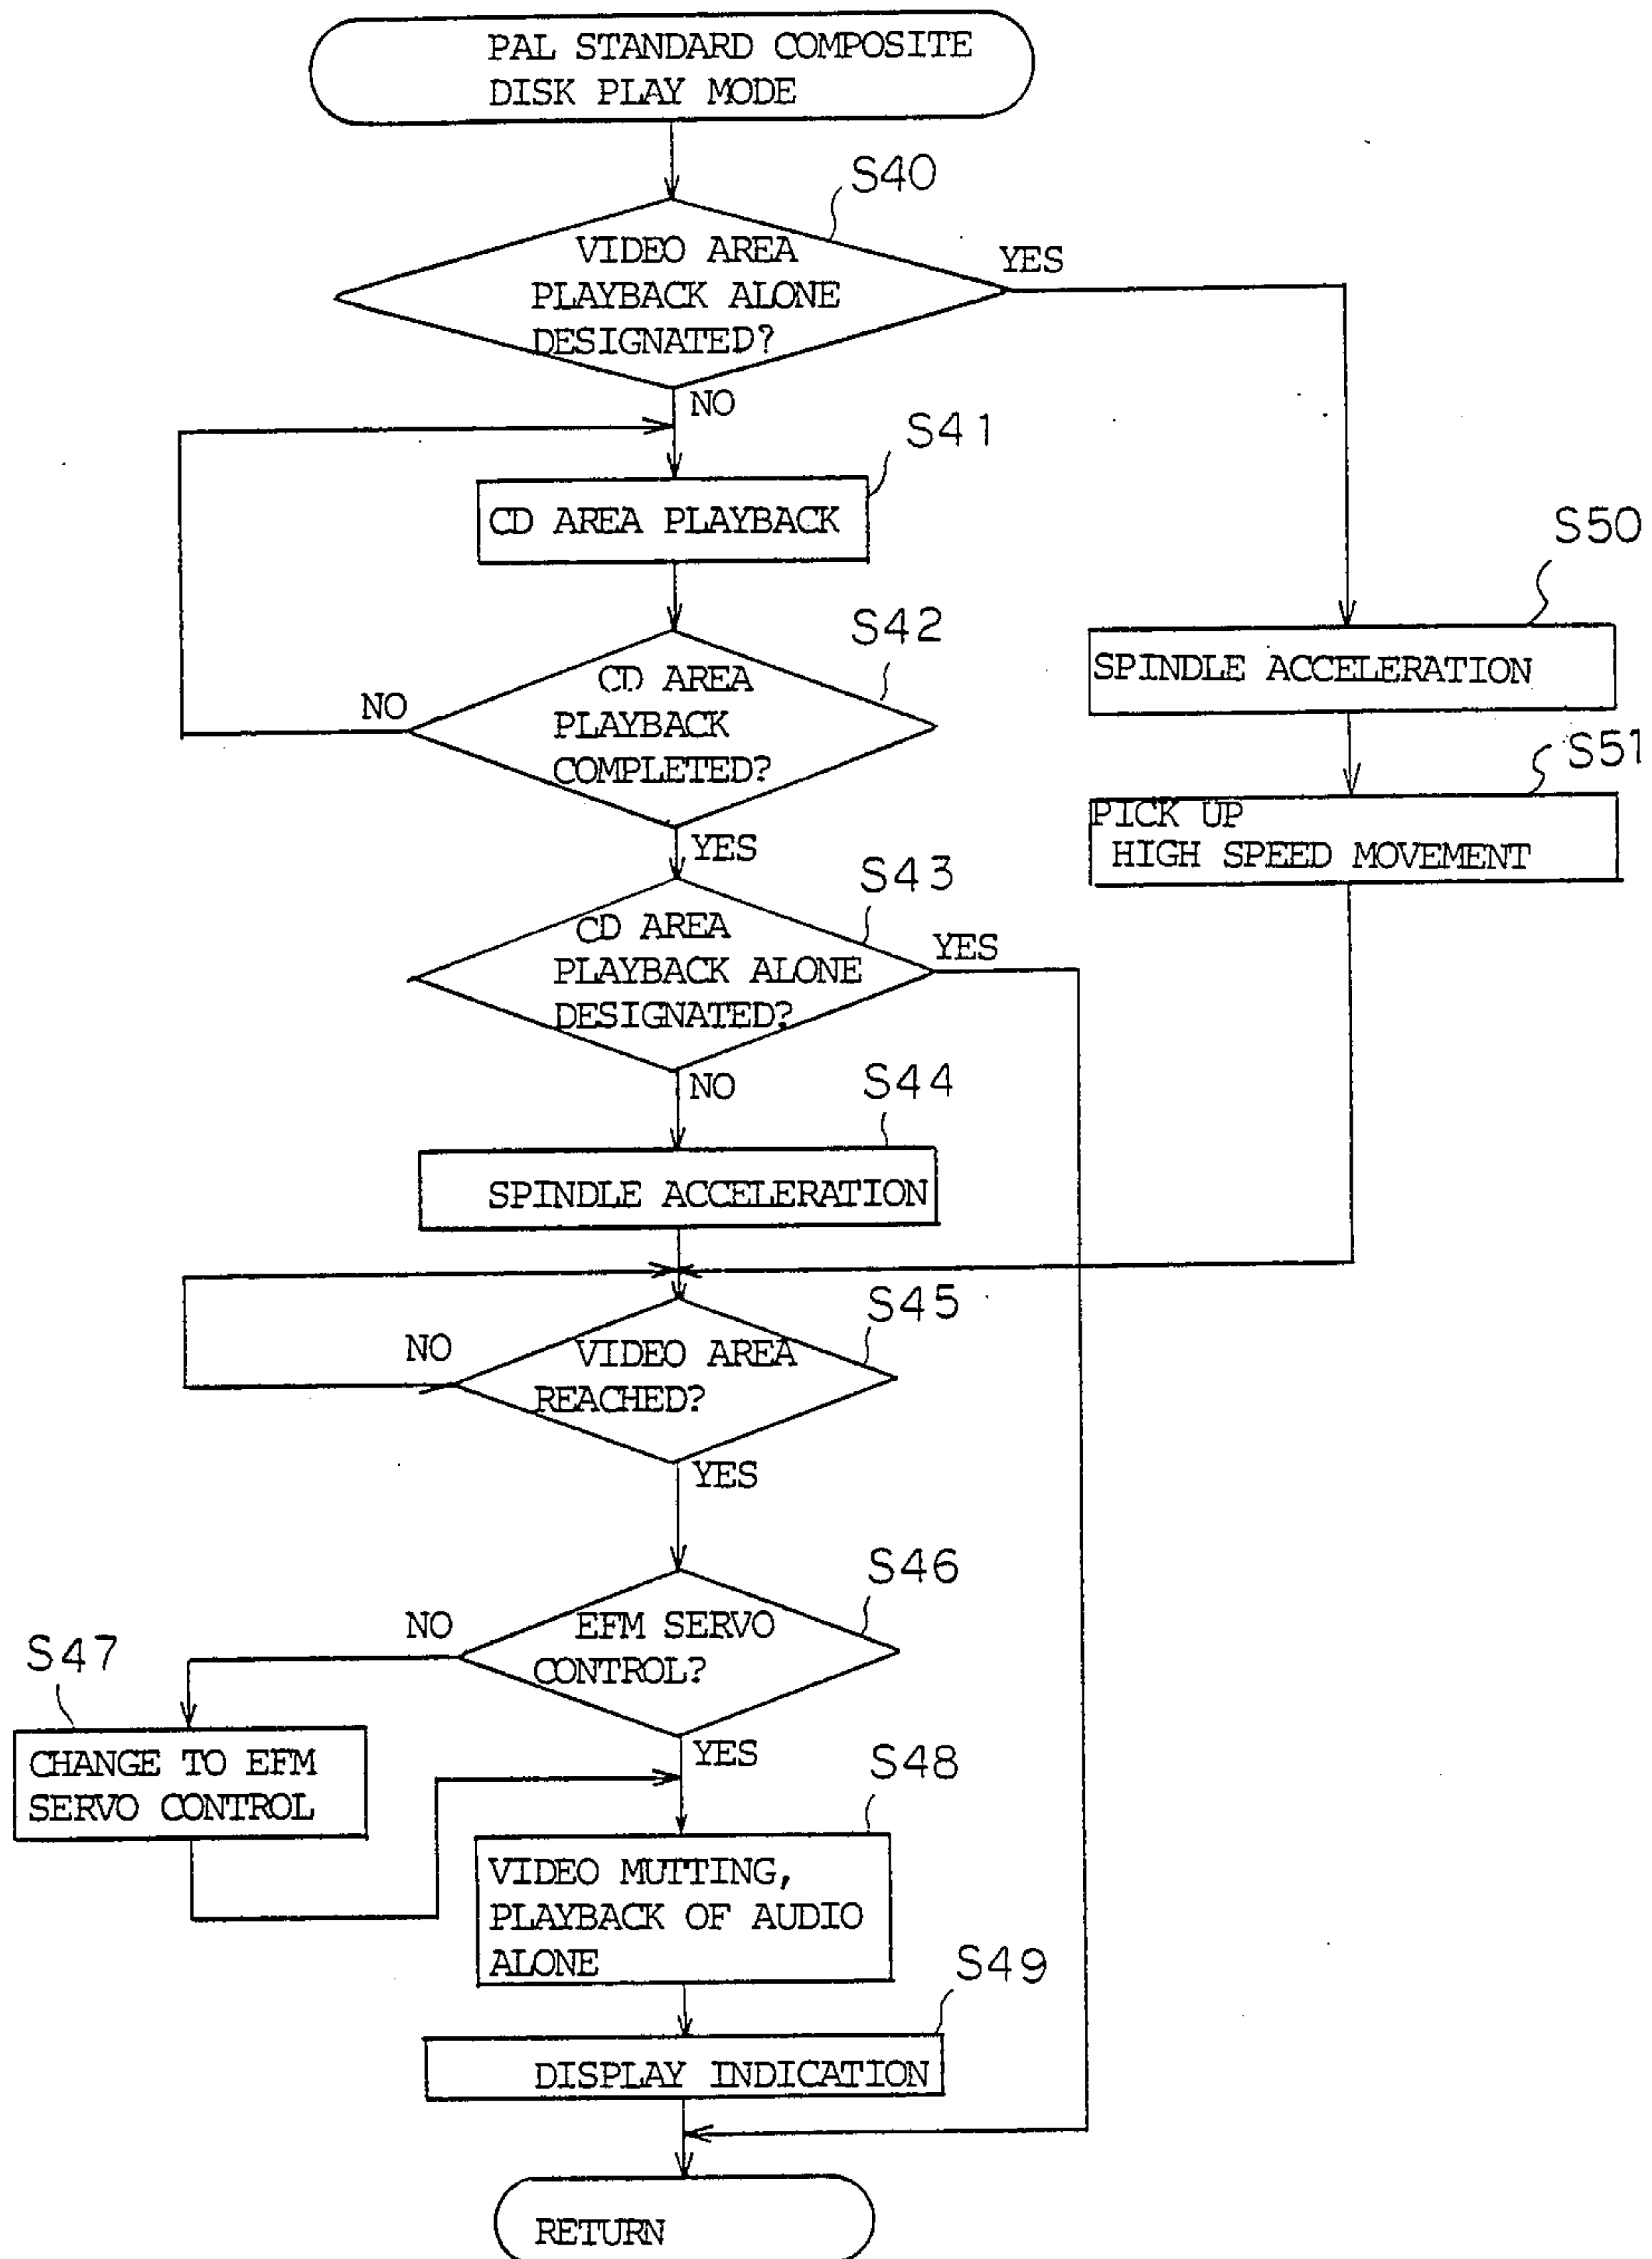 PAL STANDARD COMPOSITE
DISK PLAY MODE
S40
VIDEO AREA
PLAYBACK ALONE
DESIGNATED?
YES
NO
S41
CD AREA PLAYBACK
S50
SPINDLE ACCELERATION
S42
CD AREA
PLAYBACK
COMPLETED?
NO
YES
S51
PICK UP
HIGH SPEED MOVEMENT
S43
CD AREA
PLAYBACK ALONE
DESIGNATED?
YES
NO
S44
SPINDLE ACCELERATION
S45
NO
VIDEO AREA
REACHED?
YES
S46
NO
EFM SERVO
CONTROL?
YES
S47
CHANGE TO EFM
SERVO CONTROL
S48
VIDEO MUTTING,
PLAYBACK OF AUDIO
ALONE
S49
DISPLAY INDICATION
RETURN